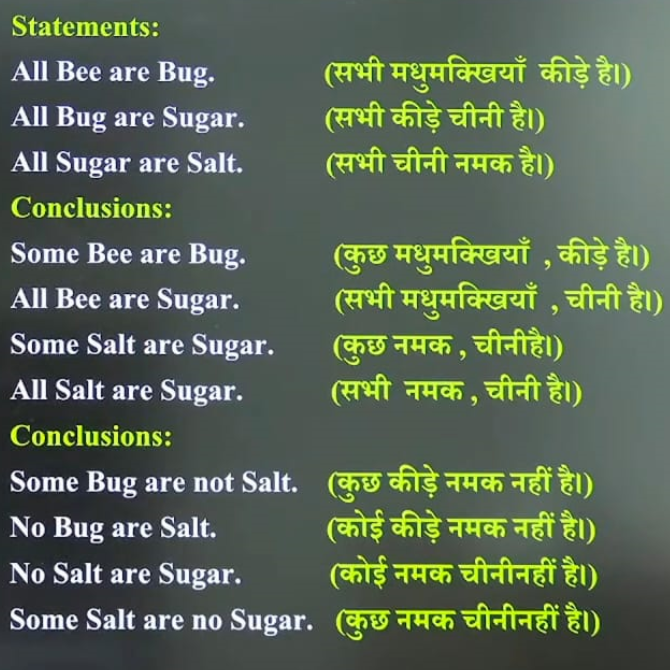 Statements:
All Bee are Bug. (सभी मधुमक्खियाँ कीड़े है।)
All Bug are Sugar. (सभी कीड़े चीनी है।)
All Sugar are Salt. (सभी चीनी नमक है।)
Conclusions:
Some Bee are Bug. (कुछ मधुमक्खियाँ , कीड़े है।)
All Bee are Sugar. (सभी मधुमक्खियाँ , चीनी है।)
Some Salt are Sugar. (कुछ नमक , चीनीहै।)
All Salt are Sugar. (सभी नमक , चीनी है।)
Conclusions:
Some Bug are not Salt. (कुछ कीड़े नमक नहीं है।)
No Bug are Salt. (कोई कीड़े नमक नहीं है।)
No Salt are Sugar. (कोई नमक चीनीनहीं है।)
Some Salt are no Sugar. (कुछ नमक चीनीनहीं है।)